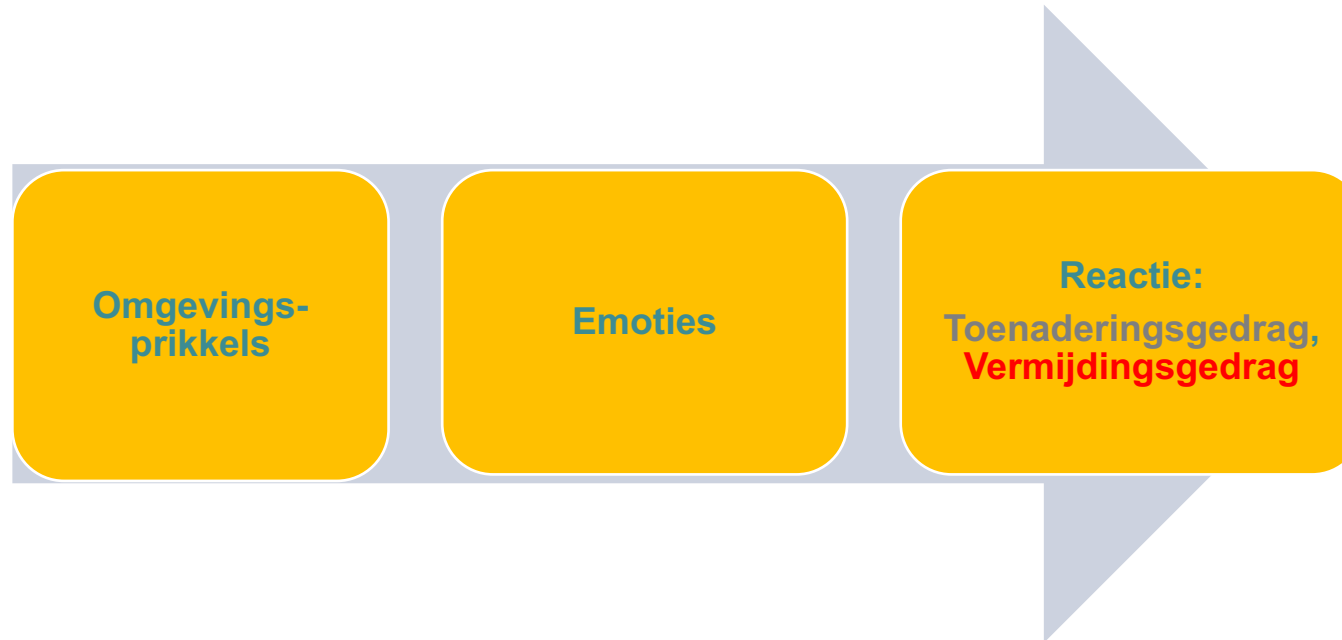 Omgevings-
prikkels
Emoties
Reactie:
Toenaderingsgedrag,
Vermijdingsgedrag